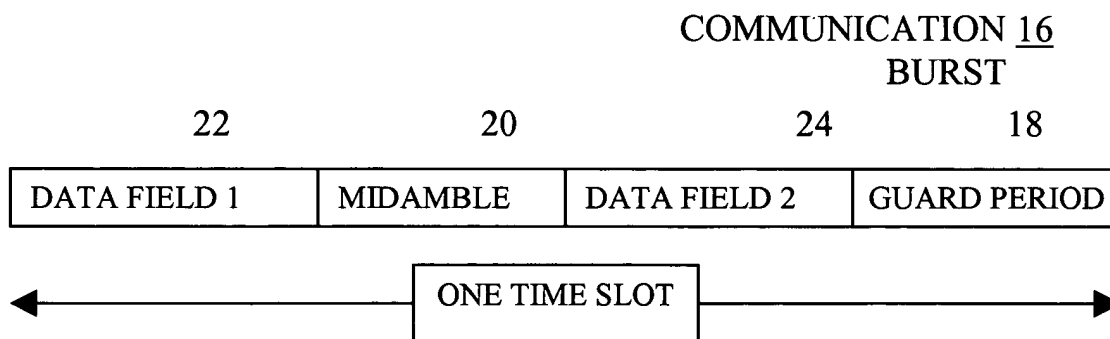 COMMUNICATION 16
BURST
22 20 24 18
DATA FIELD 1 MIDAMBLE DATA FIELD 2 GUARD PERIOD
ONE TIME SLOT